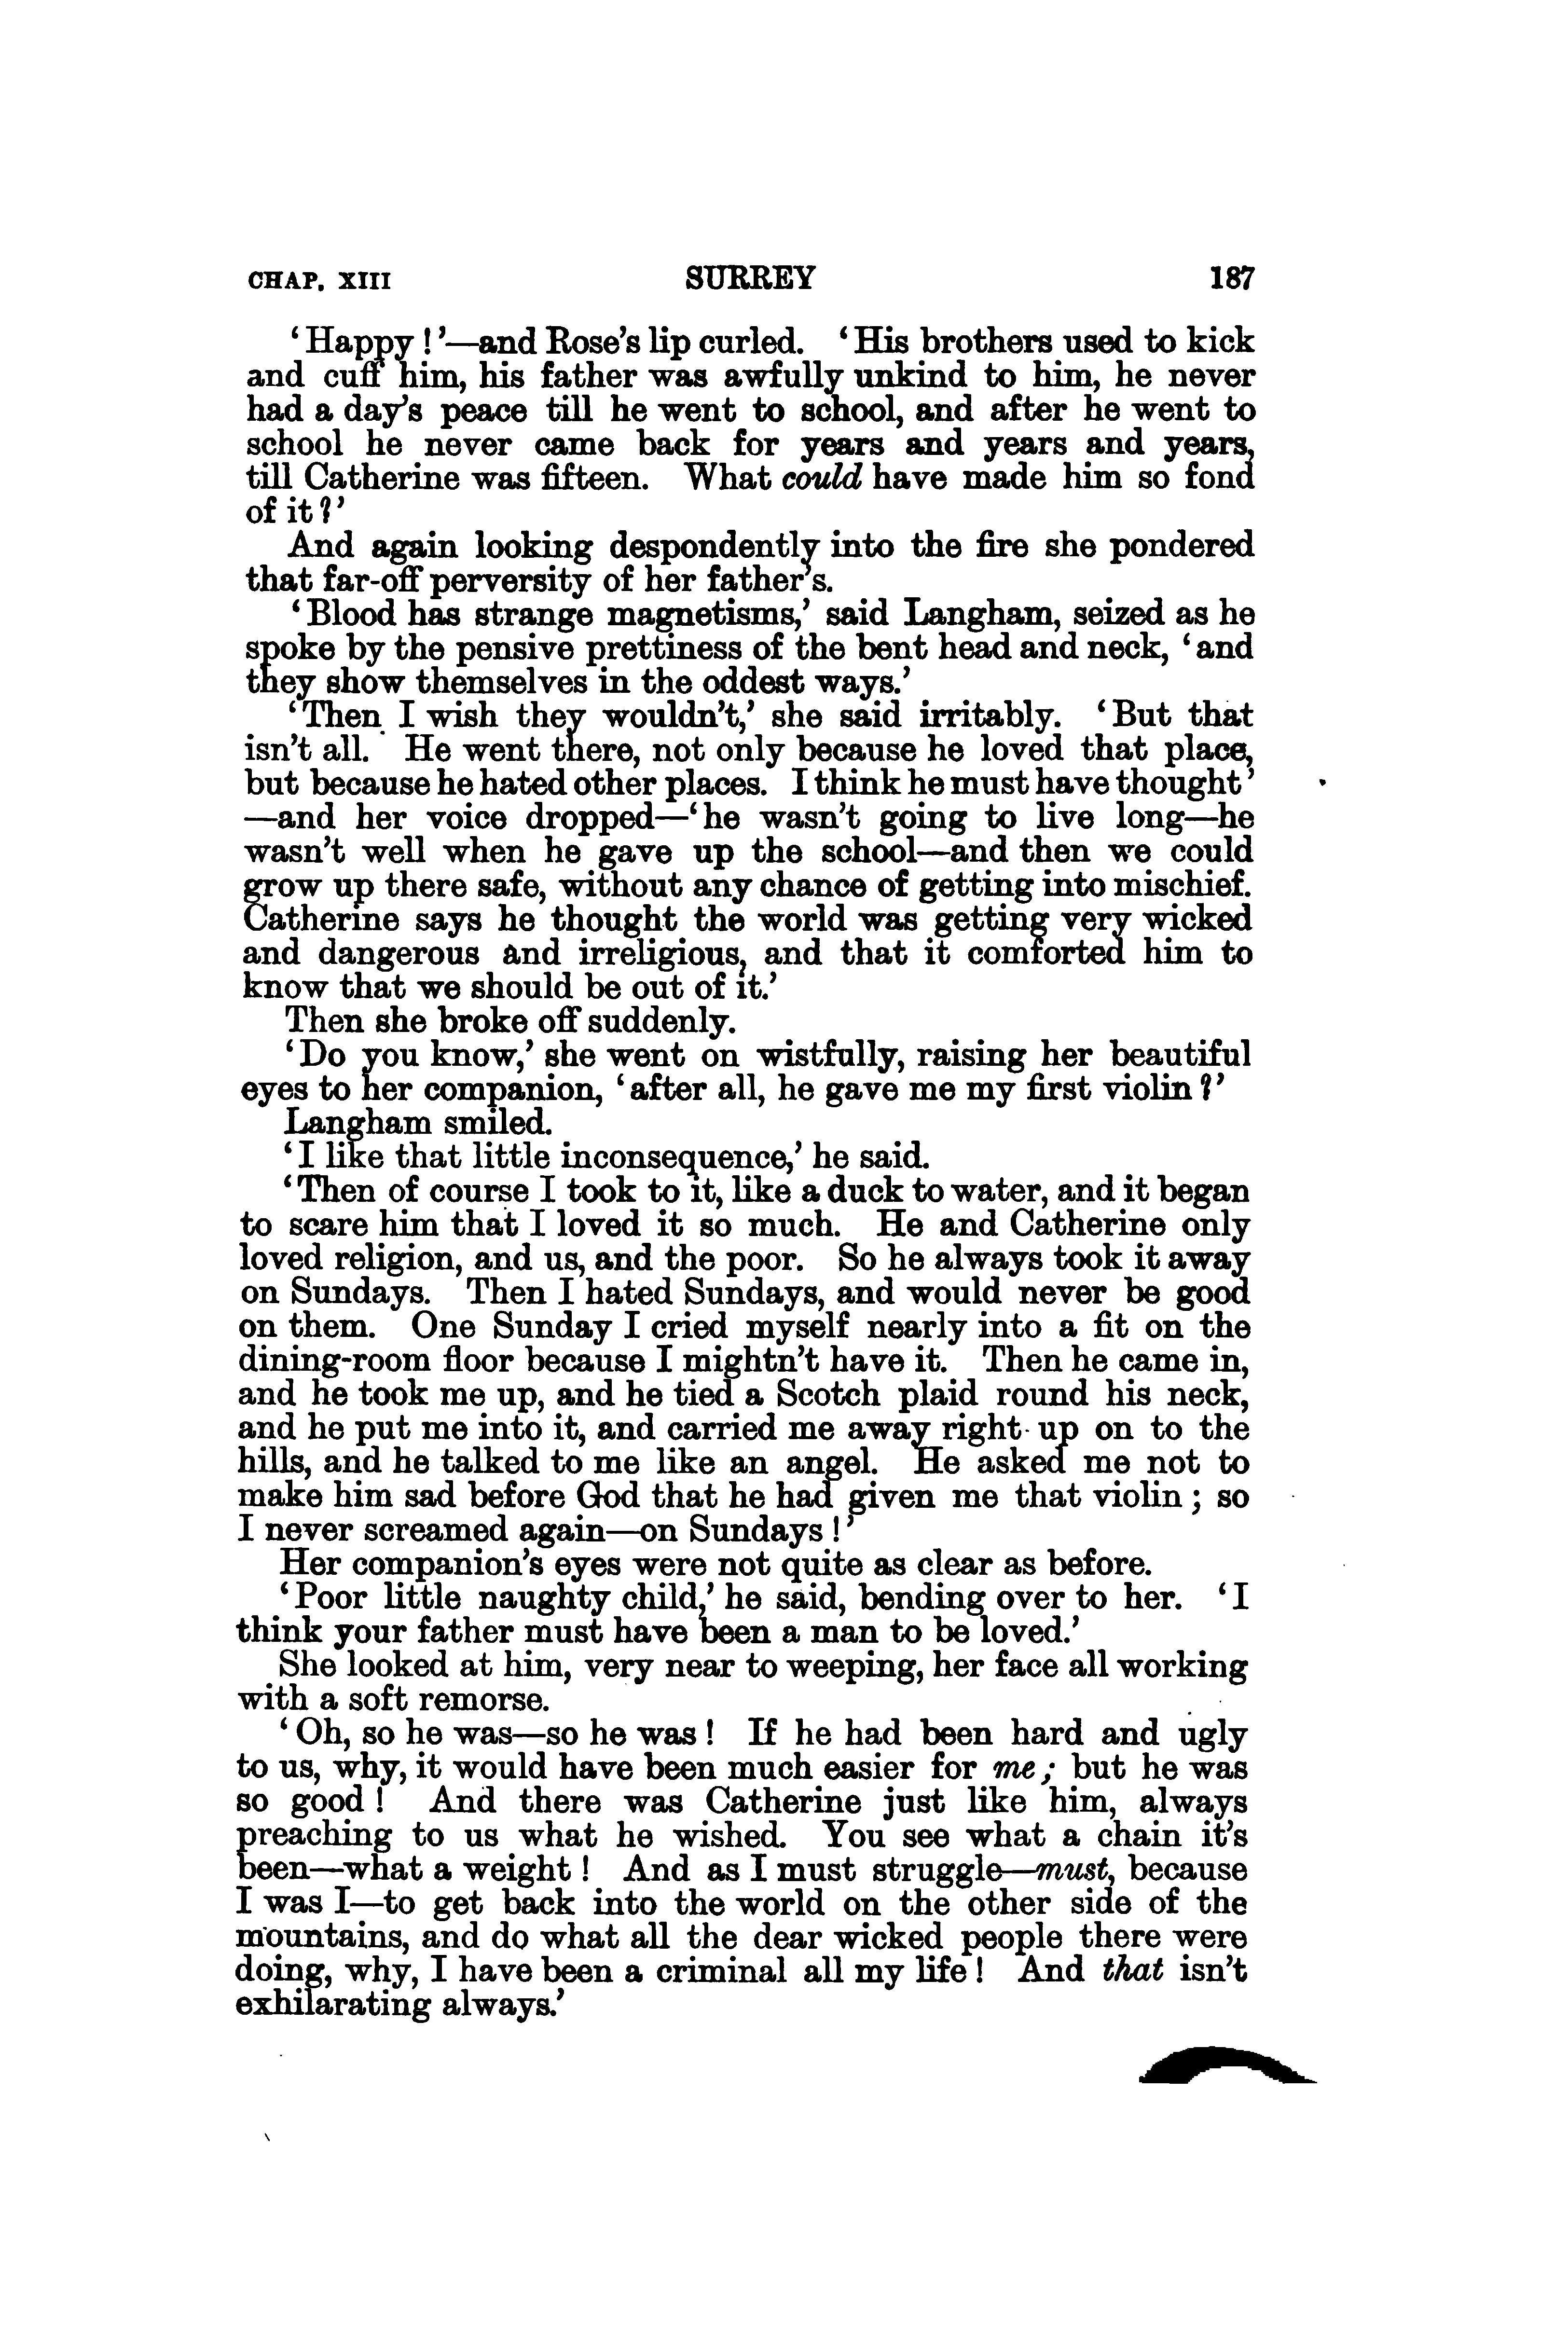 CHAP. XIII SURREY 187
‘Happy!’—and Rose’s lip curled. ‘His brothers used to kick
and cuff him, his father was awfully unkind to him, he never
had a day’s peace till he went to school, and after he went to
school he never came back for years and years and years,
till Catherine was fifteen. What could have made him so fond
of it?’
And again looking despondently into the fire she pondered
that far-off perversity of her father’s.
‘Blood has strange magnetisms,’ said Langham, seized as he
spoke by the pensive prettiness of the bent head and neck, ‘and
they show themselves in the oddest ways.’
‘Then I wish they wouldn’t,’ she said irritably. ‘But that
isn’t all. He went there, not only because he loved that place,
but because he hated other places. I think he must have thought’
—and her voice dropped—‘he wasn’t going to live long—he
wasn’t well when he gave up the school—and then we could
grow up there safe, without any chance of getting into mischief.
Catherine says he thought the world was getting very wicked
and dangerous and irreligious, and that it comforted him to
know that we should be out of it.’
Then she broke off suddenly.
‘Do you know,’ she went on wistfully, raising her beautiful
eyes to her companion, ‘after all, he gave me my first violin?’
Langham smiled.
‘I like that little inconsequence,’ he said.
‘Then of course I took to it, like a duck to water, and it began
to scare him that I loved it so much. He and Catherine only
loved religion, and us, and the poor. So he always took it away
on Sundays. Then I hated Sundays, and would never be good
on them. One Sunday I cried myself nearly into a fit on the
dining-room floor because I mightn’t have it. Then he came in,
and he took me up, and he tied a Scotch plaid round his neck,
and he put me into it, and carried me away right up on to the
hills, and he talked to me like an angel. He asked me not to
make him sad before God that he had given me that violin; so
I never screamed again—on Sundays!’
Her companion’s eyes were not quite as clear as before.
‘Poor little naughty child,’ he said, bending over to her. ‘I
think your father must have been a man to be loved.’
She looked at him, very near to weeping, her face all working
with a soft remorse.
‘Oh, so he was—so he was! If he had been hard and ugly
to us, why, it would have been much easier for me; but he was
so good! And there was Catherine just like him, always
preaching to us what he wished. You see what a chain it’s
been—what a weight! And as I must struggle—must, because
I was I—to get back into the world on the other side of the
mountains, and do what all the dear wicked people there were
doing, why, I have been a criminal all my life! And that isn’t
exhilarating always.’